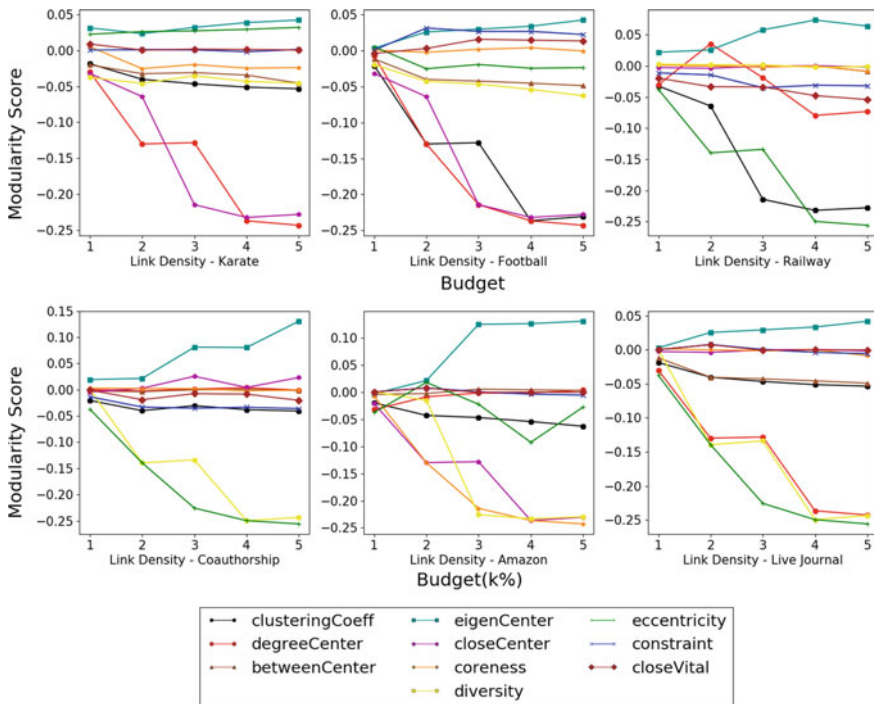 Modularity Score
0.05
0.00
−0.05
−0.10
−0.15
−0.20
−0.25
1 2 3 4 5
Link Density - Karate
0.05
0.00
−0.05
−0.10
−0.15
−0.20
−0.25
1 2 3 4 5
Link Density - Football
Budget
0.05
0.00
−0.05
−0.10
−0.15
−0.20
−0.25
1 2 3 4 5
Link Density - Railway
Modularity Score
0.15
0.10
0.05
0.00
−0.05
−0.10
−0.15
−0.20
−0.25
1 2 3 4 5
Link Density - Coauthorship
0.10
0.05
0.00
−0.05
−0.10
−0.15
−0.20
−0.25
1 2 3 4 5
Link Density - Amazon
Budget(k%)
0.05
0.00
−0.05
−0.10
−0.15
−0.20
−0.25
1 2 3 4 5
Link Density - Live Journal
clusteringCoeff
degreeCenter
betweenCenter
eigenCenter
closeCenter
coreness
diversity
eccentricity
constraint
closeVital